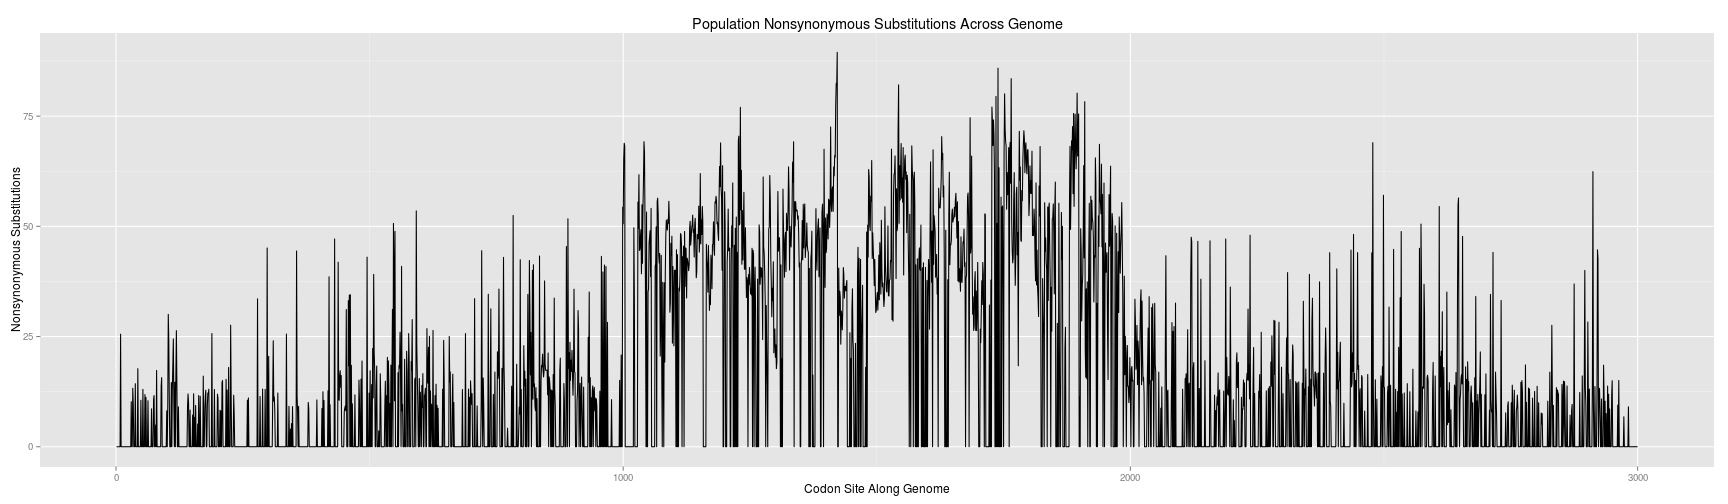 Population Nonsynonymous Substitutions Across Genome
Nonsynonymous Substitutions
75
50
25
0
0
1000
2000
3000
Codon Site Along Genome